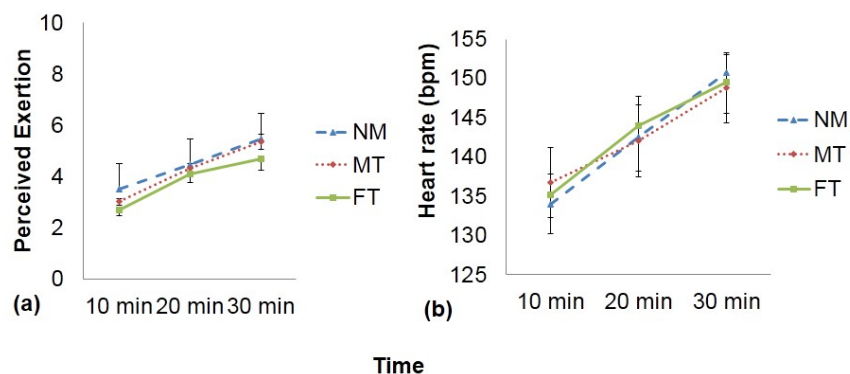 Perceived Exertion
10
8
6
4
2
0
10 min 20 min 30 min
NM
MT
FT
(a)
Heart rate (bpm)
155
150
145
140
135
130
125
10 min 20 min 30 min
NM
MT
FT
(b)
Time